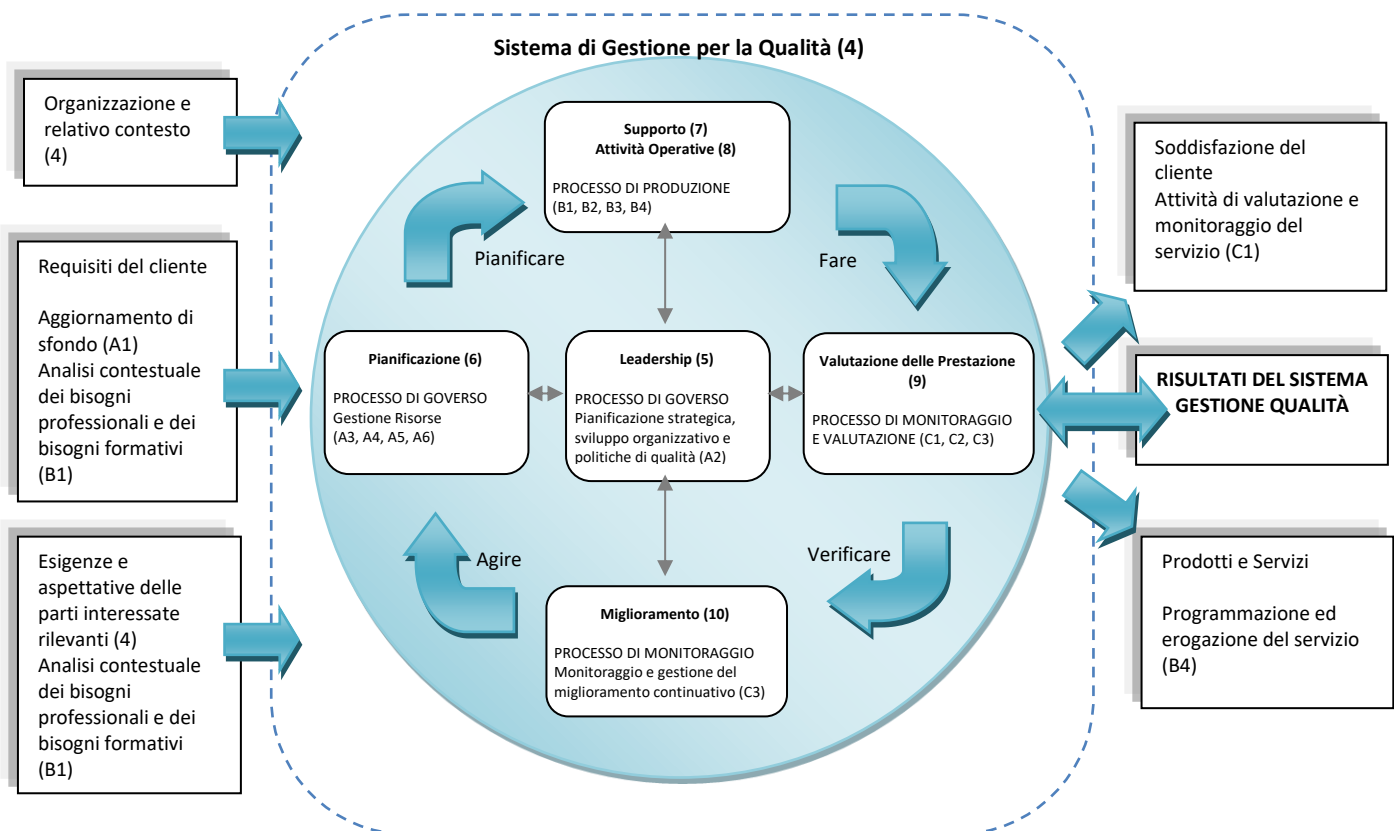 Sistema di Gestione per la Qualità (4)
Organizzazione e
relativo contesto
(4)
Requisiti del cliente
Aggiornamento di
sfondo (A1)
Analisi contestuale
dei bisogni
professionali e dei
bisogni formativi
(B1)
Esigenze e
aspettative delle
parti interessate
rilevanti (4)
Analisi contestuale
dei bisogni
professionali e dei
bisogni formativi
(B1)
Supporto (7)
Attività Operative (8)
PROCESSO DI PRODUZIONE
(B1, B2, B3, B4)
Pianificare
Fare
Pianificazione (6)
PROCESSO DI GOVERSO
Gestione Risorse
(A3, A4, A5, A6)
Leadership (5)
PROCESSO DI GOVERSO
Pianificazione strategica,
sviluppo organizzativo e
politiche di qualità (A2)
Valutazione delle Prestazione
(9)
PROCESSO DI MONITORAGGIO
E VALUTAZIONE (C1, C2, C3)
Agire
Verificare
Miglioramento (10)
PROCESSO DI MONITORAGGIO
Monitoraggio e gestione del
miglioramento continuativo (C3)
Soddisfazione del
cliente
Attività di valutazione e
monitoraggio del
servizio (C1)
RISULTATI DEL SISTEMA
GESTIONE QUALITÀ
Prodotti e Servizi
Programmazione ed
erogazione del servizio
(B4)